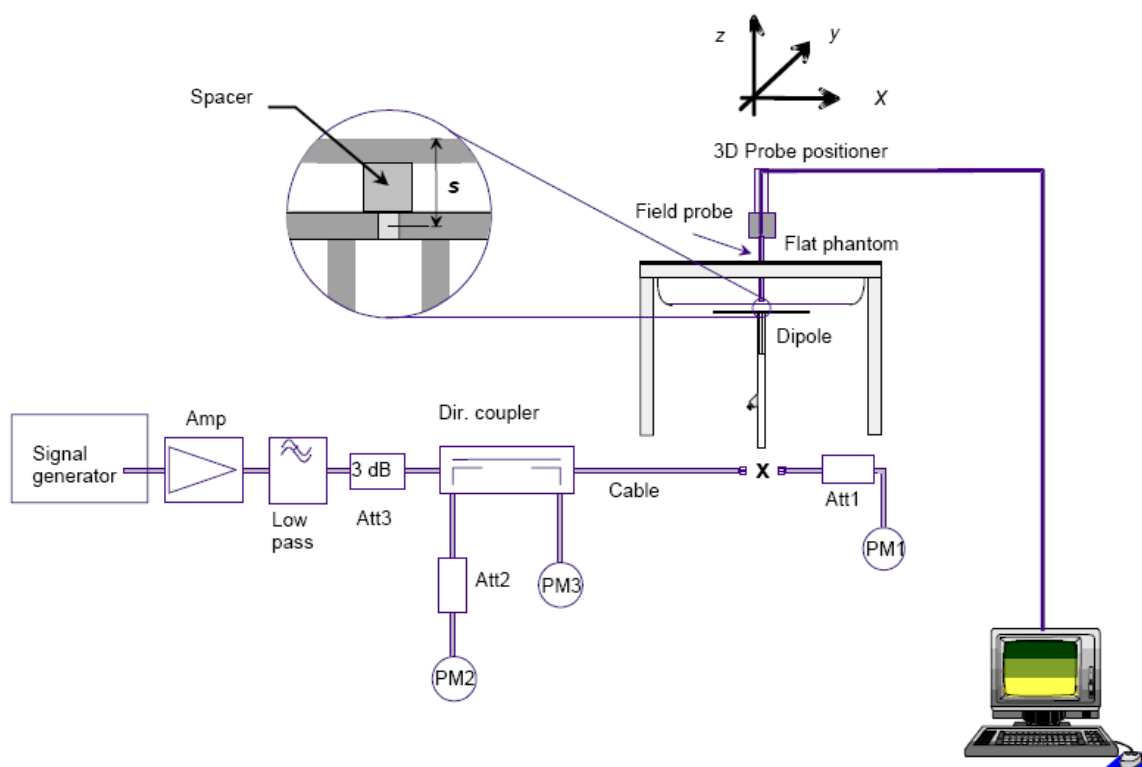 z
y
X
Spacer
s
3D Probe positioner
Field probe
Flat phantom
Dipole
Signal
generator
Amp
Low
pass
3 dB
Att3
Dir. coupler
Cable
X
Att1
PM1
Att2
PM3
PM2